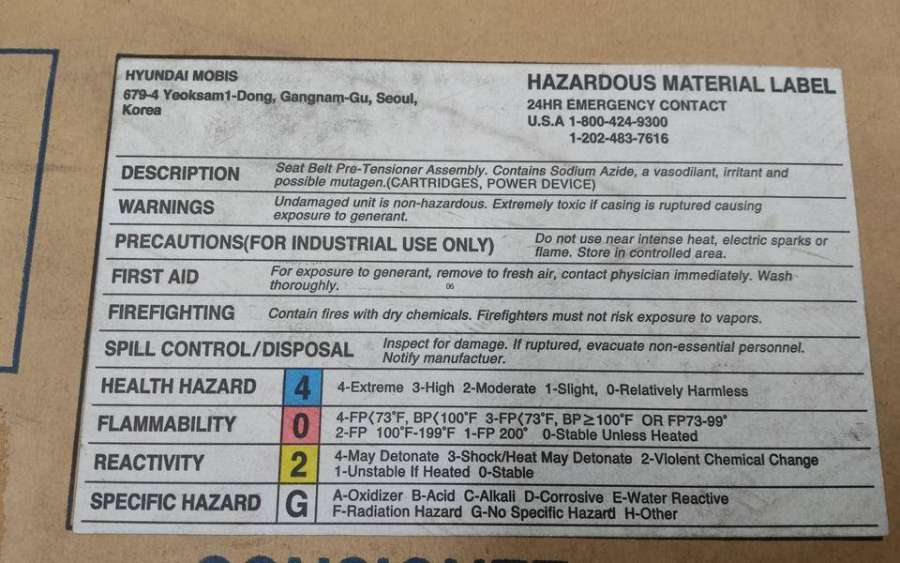 HYUNDAI MOBIS
679-4 Yeoksam1-Dong, Gangnam-Gu, Seoul,
Korea
HAZARDOUS MATERIAL LABEL
24HR EMERGENCY CONTACT
U.S.A 1-800-424-9300
1-202-483-7616
DESCRIPTION
Seat Belt Pre-Tensioner Assembly. Contains Sodium Azide, a vasodilant, irritant and
possible mutagen.(CARTRIDGES, POWER DEVICE)
WARNINGS
Undamaged unit is non-hazardous. Extremely toxic if casing is ruptured causing
exposure to generant.
PRECAUTIONS(FOR INDUSTRIAL USE ONLY)
Do not use near intense heat, electric sparks or
flame. Store in controlled area.
FIRST AID
For exposure to generant, remove to fresh air, contact physician immediately. Wash
thoroughly.
06
FIREFIGHTING
Contain fires with dry chemicals. Firefighters must not risk exposure to vapors.
SPILL CONTROL/DISPOSAL
Inspect for damage. If ruptured, evacuate non-essential personnel.
Notify manufactuer.
HEALTH HAZARD
4
4-Extreme 3-High 2-Moderate 1-Slight, 0-Relatively Harmless
FLAMMABILITY
0
4-FP<73°F, BP<100°F 3-FP<73°F, BP≥100°F OR FP73-99°
2-FP 100°F-199°F 1-FP 200° 0-Stable Unless Heated
REACTIVITY
2
4-May Detonate 3-Shock/Heat May Detonate 2-Violent Chemical Change
1-Unstable If Heated 0-Stable
SPECIFIC HAZARD
G
A-Oxidizer B-Acid C-Alkali D-Corrosive E-Water Reactive
F-Radiation Hazard G-No Specific Hazard H-Other